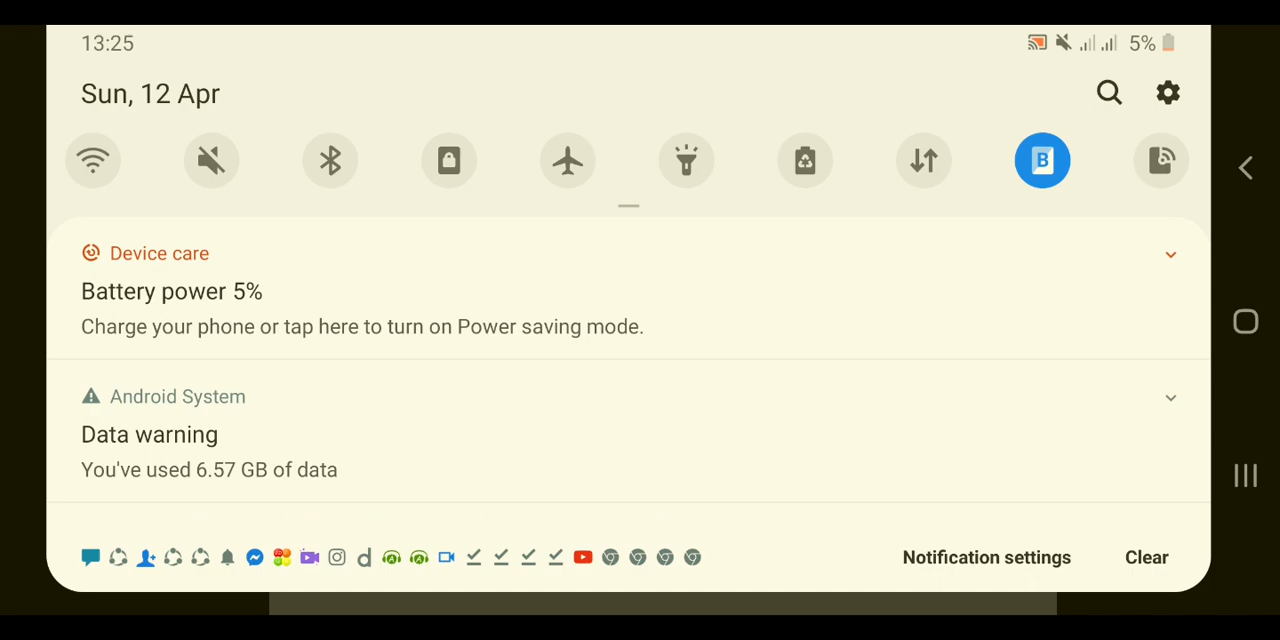 13:25
5%
Sun, 12 Apr
B
Device care
Battery power 5%
Charge your phone or tap here to turn on Power saving mode.
Android System
Data warning
You've used 6.57 GB of data
Notification settings
Clear